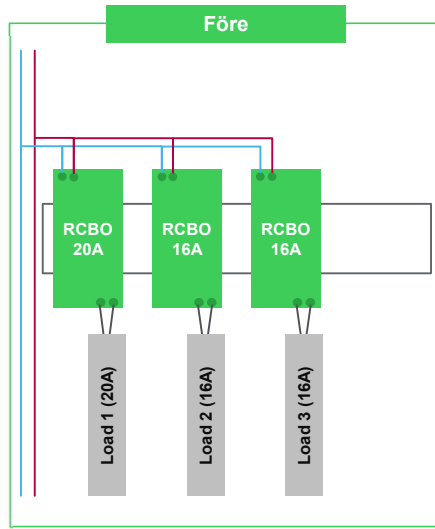 Före
RCBO
20A
RCBO
16A
RCBO
16A
Load 1 (20A)
Load 2 (16A)
Load 3 (16A)